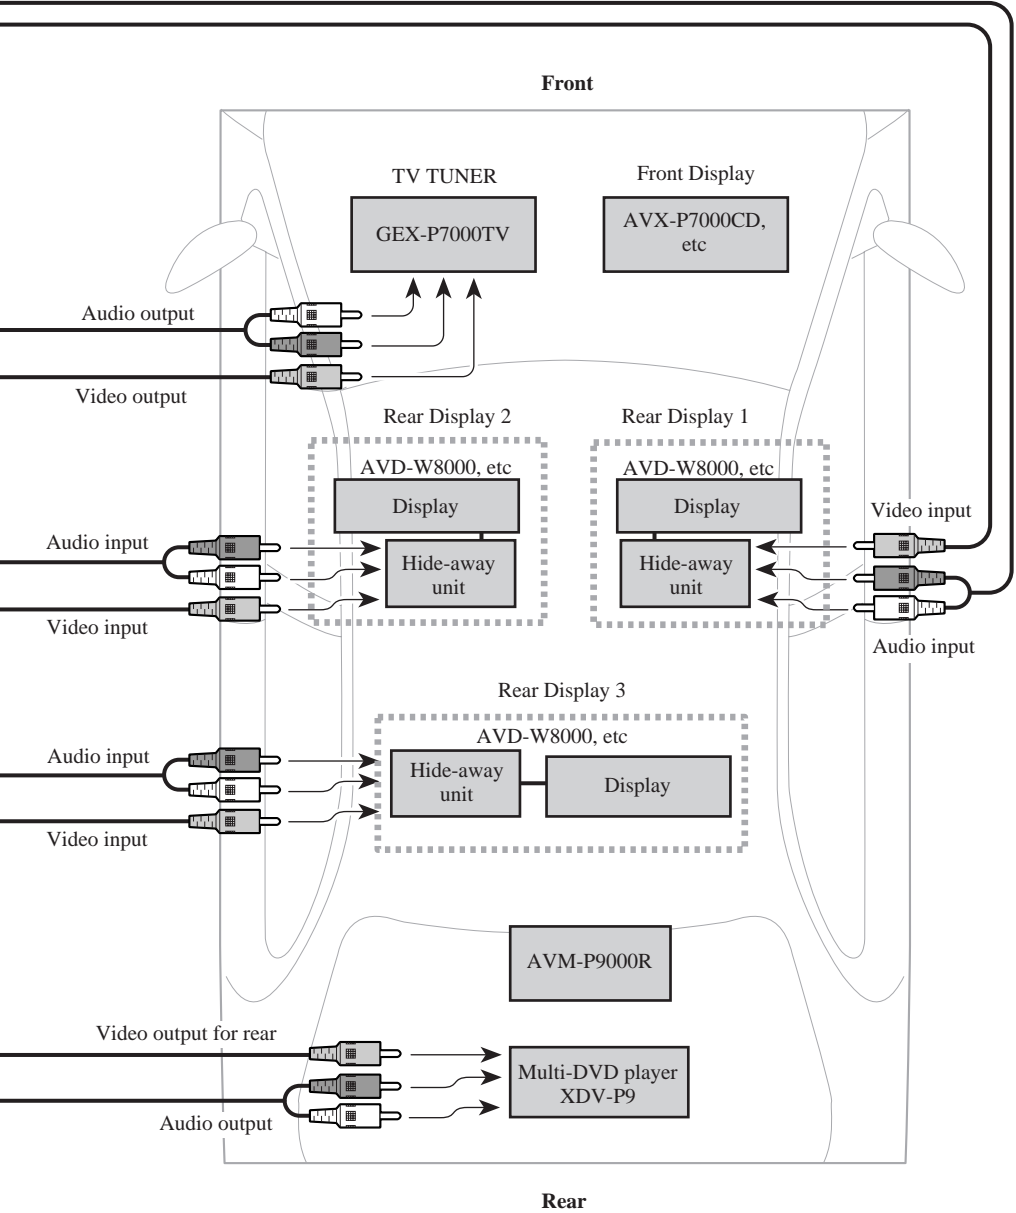 Front
TV TUNER
Front Display
GEX-P7000TV
AVX-P7000CD,
etc
Audio output
Video output
Rear Display 2
Rear Display 1
AVD-W8000, etc
AVD-W8000, etc
Display
Display
Video input
Audio input
Hide-away
unit
Hide-away
unit
Video input
Audio input
Rear Display 3
AVD-W8000, etc
Audio input
Hide-away
unit
Display
Video input
AVM-P9000R
Video output for rear
Multi-DVD player
XDV-P9
Audio output
Rear